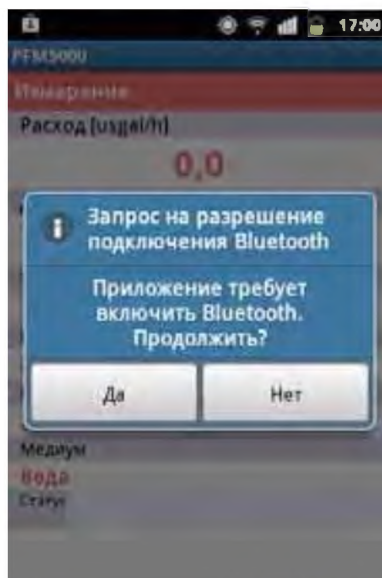 17:00
PFM5000
Измерение
Расход [usgal/h]
0,0
Запрос на разрешение
подключения Bluetooth
Приложение требует
включить Bluetooth.
Продолжить?
Да
Нет
Медиум
Вода
Статус